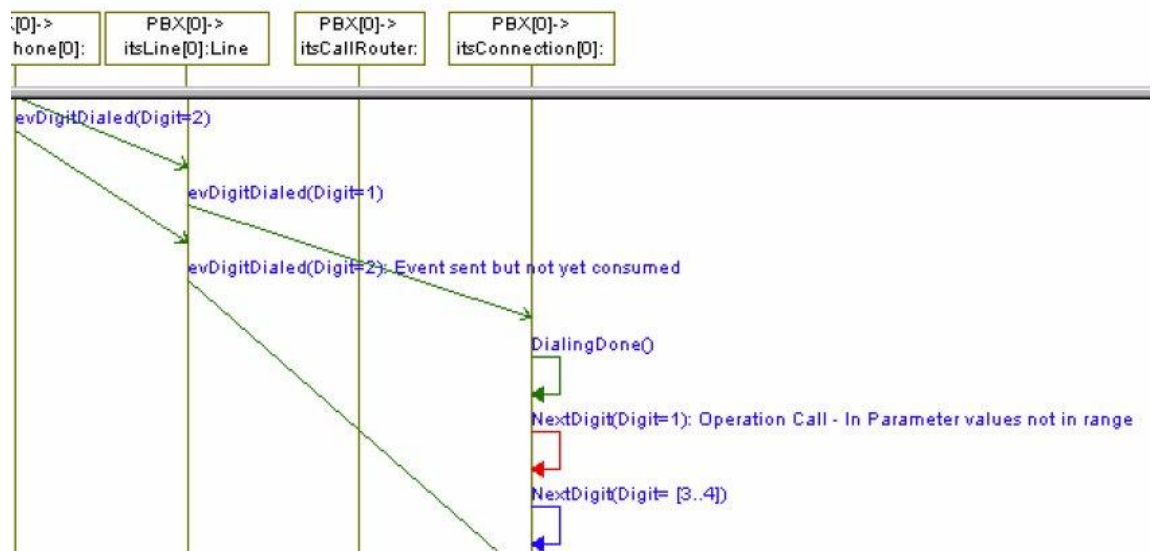 [0]->
hone[0]:
PBX[0]->
itsLine[0]:Line
PBX[0]->
itsCallRouter:
PBX[0]->
itsConnection[0]:
evDigitDialed(Digit=2)
evDigitDialed(Digit=1)
evDigitDialed(Digit=2): Event sent but not yet consumed
DialingDone()
NextDigit(Digit=1): Operation Call - In Parameter values not in range
NextDigit(Digit= [3..4])